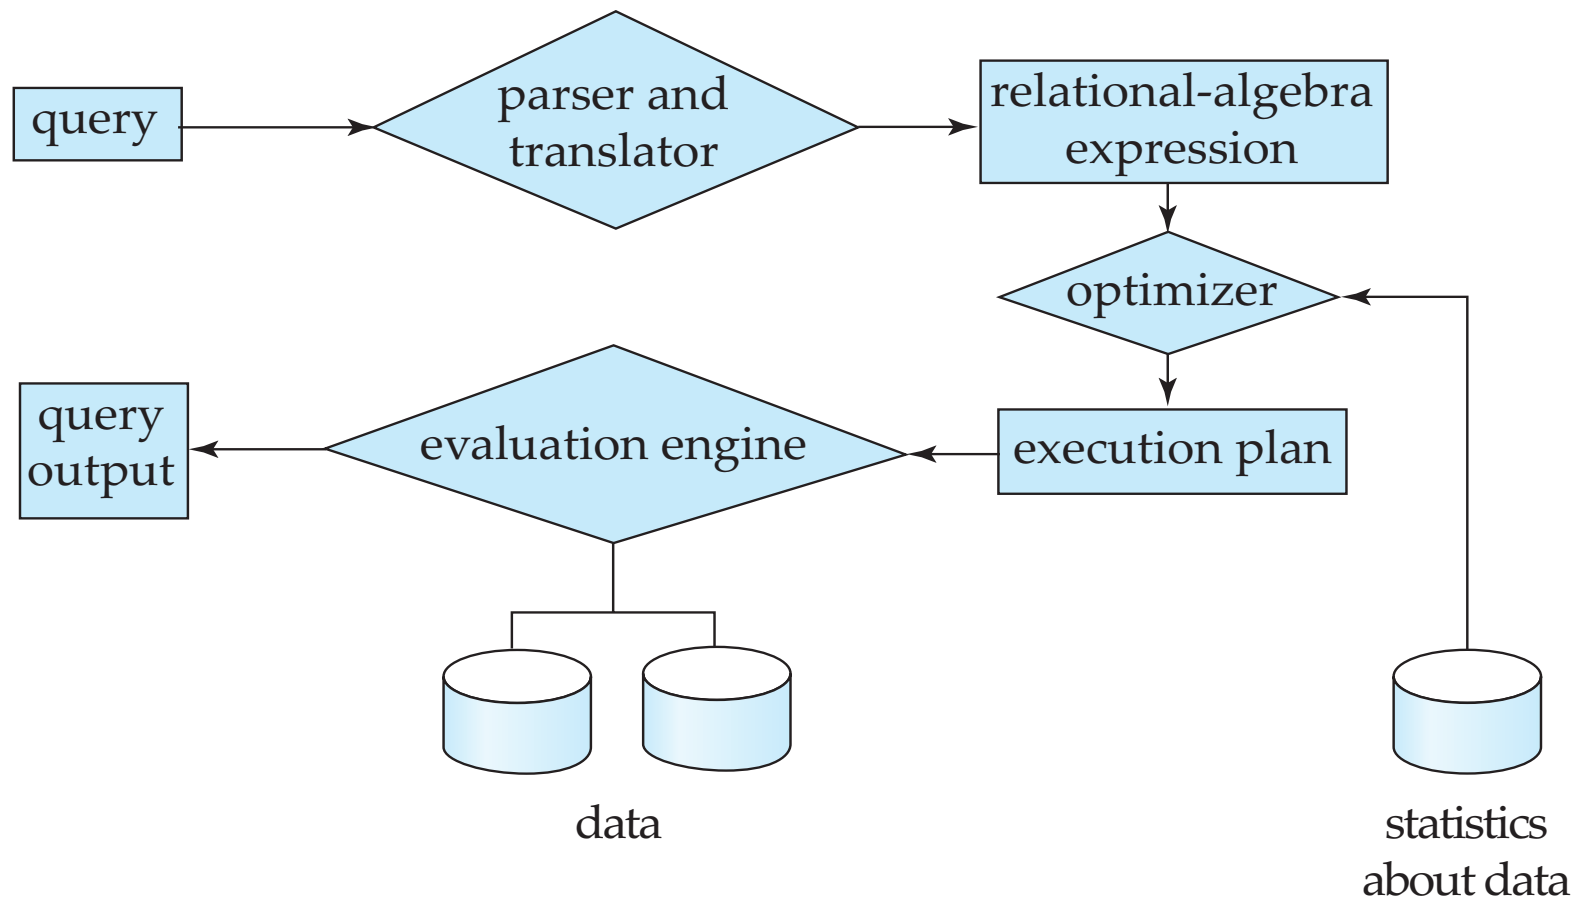 query
parser and
translator
relational-algebra
expression
optimizer
query
output
evaluation engine
execution plan
data
statistics
about data